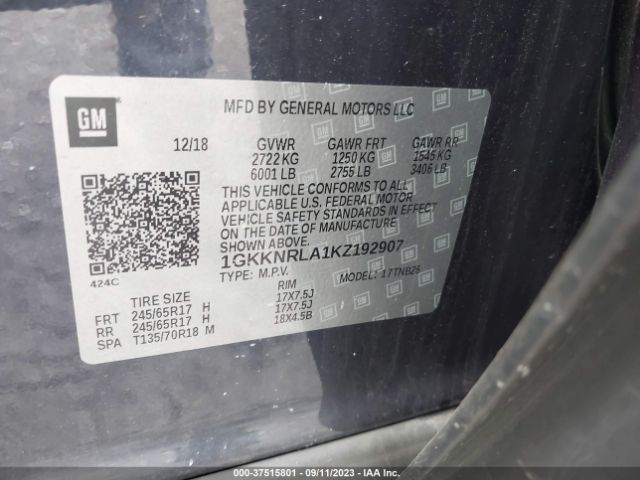 GM
MFD BY GENERAL MOTORS LLC
12/18 GVWR GAWR FRT GAWR RR
2722 KG 1250 KG 1545 KG
6001 LB 2755 LB 3406 LB
THIS VEHICLE CONFORMS TO ALL
APPLICABLE U.S. FEDERAL MOTOR
VEHICLE SAFETY STANDARDS IN EFFECT
ON THE DATE OF MANUFACTURE
SHOWN ABOVE.
1GKKNRLA1KZ192907
TYPE: M.P.V. MODEL: 17TNB26
424C
TIRE SIZE RIM
FRT 245/65R17 H 17X7.5J
RR 245/65R17 H 17X7.5J
SPA T135/70R18 M 18X4.5B
000-37515801 - 09/11/2023 - IAA Inc.